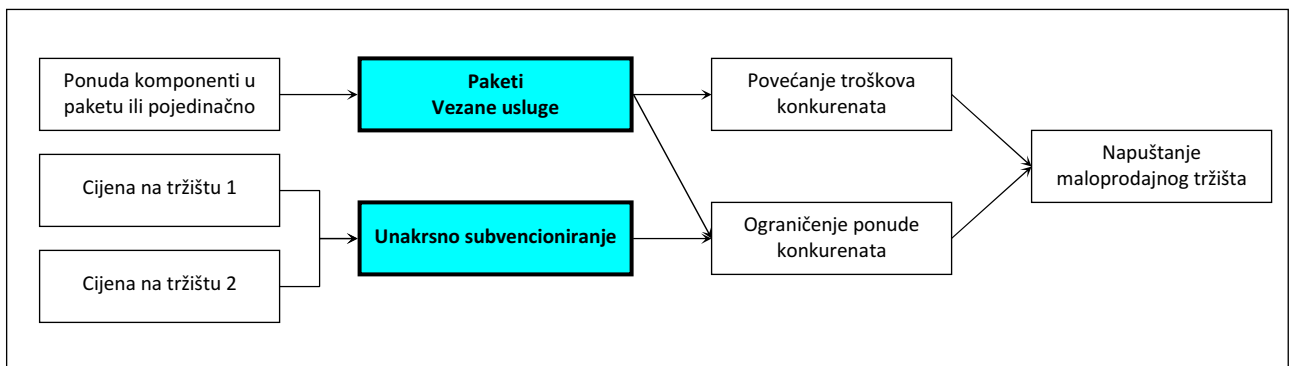 Ponuda komponenti u
paketu ili pojedinačno
Paketi
Vezane usluge
Povećanje troškova
konkurenata
Napuštanje
maloprodajnog tržišta
Cijena na tržištu 1
Unakrsno subvencioniranje
Ograničenje ponude
konkurenata
Cijena na tržištu 2